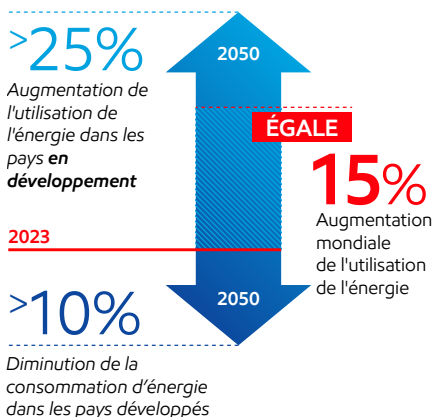 >25%
Augmentation de
l'utilisation de
l'énergie dans les
pays en
développement
2050
ÉGALE
15%
Augmentation
mondiale
de l'utilisation
de l'énergie
2023
>10%
2050
Diminution de la
consommation d’énergie
dans les pays développés